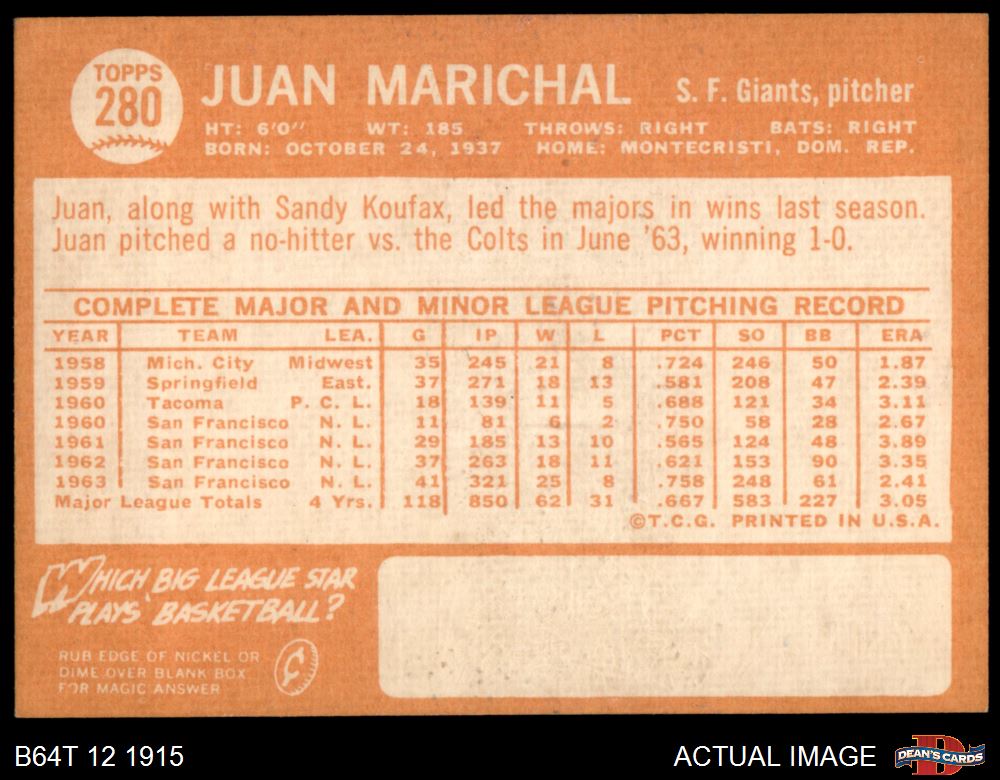 TOPPS
280
JUAN MARICHAL S. F. Giants, pitcher
HT: 6'0" WT: 185 THROWS: RIGHT BATS: RIGHT
BORN: OCTOBER 24, 1937 HOME: MONTECRISTI, DOM. REP.
Juan, along with Sandy Koufax, led the majors in wins last season.
Juan pitched a no-hitter vs. the Colts in June '63, winning 1-0.
COMPLETE MAJOR AND MINOR LEAGUE PITCHING RECORD
YEAR TEAM LEA. G IP W L PCT SO BB ERA
1958 Mich. City Midwest 35 245 21 8 .724 246 50 1.87
1959 Springfield East. 37 271 18 13 .581 208 47 2.39
1960 Tacoma P. C. L. 18 139 11 5 .688 121 34 3.11
1960 San Francisco N. L. 11 81 6 2 .750 58 28 2.67
1961 San Francisco N. L. 29 185 13 10 .565 124 48 3.89
1962 San Francisco N. L. 37 263 18 11 .621 153 90 3.35
1963 San Francisco N. L. 41 321 25 8 .758 248 61 2.41
Major League Totals 4 Yrs. 118 850 62 31 .667 583 227 3.05
©T.C.G. PRINTED IN U.S.A.
WHICH BIG LEAGUE STAR
PLAYS BASKETBALL?
RUB EDGE OF NICKEL OR
DIME OVER BLANK BOX
FOR MAGIC ANSWER
¢
B64T 12 1915 ACTUAL IMAGE
D
DEAN'S CARDS